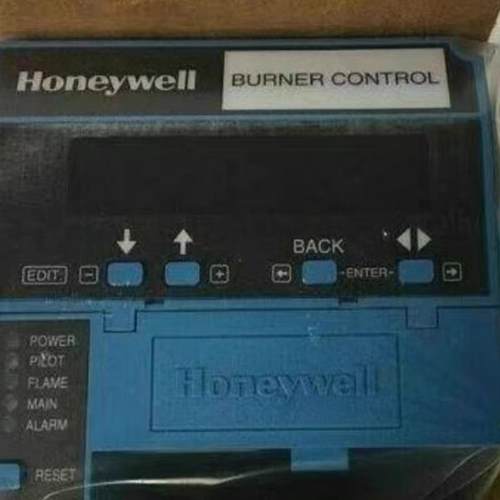 Honeywell BURNER CONTROL
BACK
EDIT. - + ENTER
POWER
PILOT
FLAME
MAIN
ALARM
RESET
Honeywell